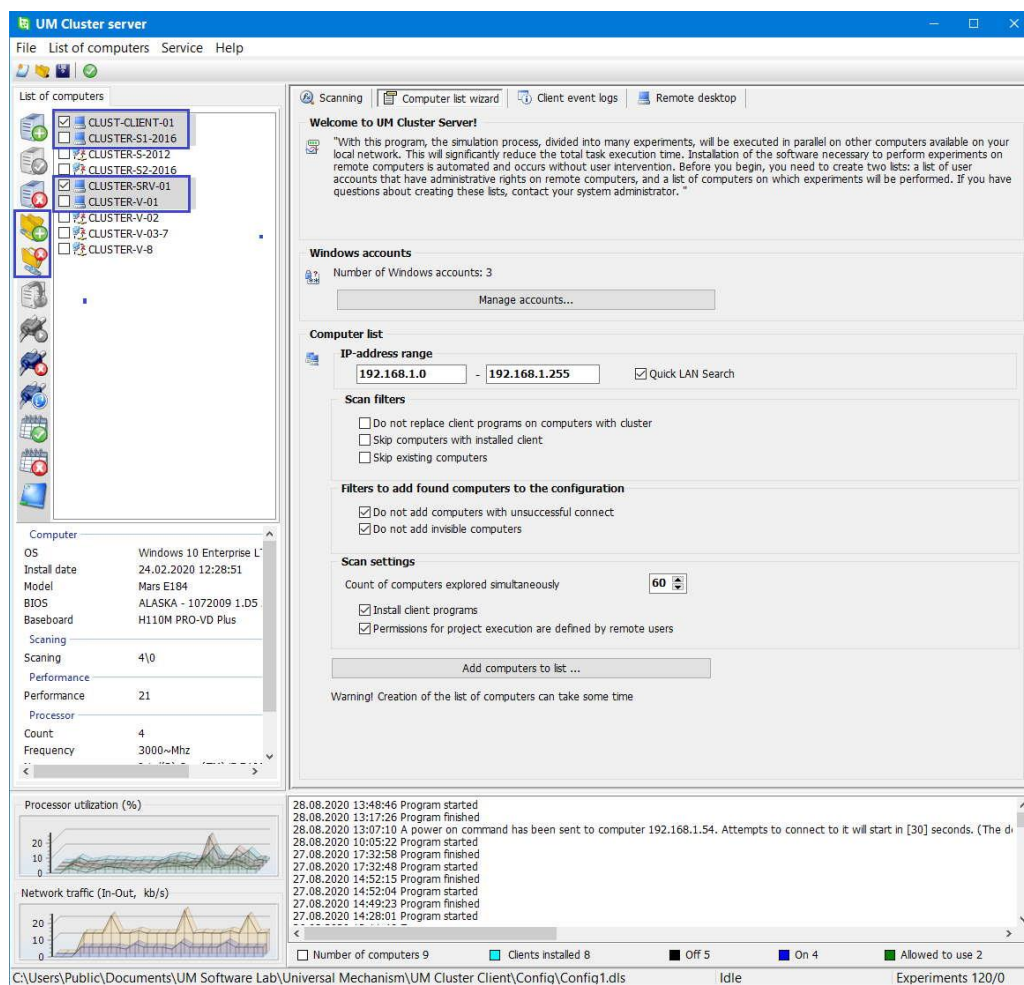 UM Cluster server
File List of computers Service Help
List of computers
CLUST-CLIENT-01
CLUSTER-S1-2016
CLUSTER-S-2012
CLUSTER-S2-2016
CLUSTER-SRV-01
CLUSTER-V-01
CLUSTER-V-02
CLUSTER-V-03-7
CLUSTER-V-8
Computer
OS Windows 10 Enterprise L
Install date 24.02.2020 12:28:51
Model Mars E184
BIOS ALASKA - 1072009 1.D5
Baseboard H110M PRO-VD Plus
Scaning
Scaning 4\0
Performance
Performance 21
Processor
Count 4
Frequency 3000~Mhz
Scanning Computer list wizard Client event logs Remote desktop
Welcome to UM Cluster Server!
"With this program, the simulation process, divided into many experiments, will be executed in parallel on other computers available on your
local network. This will significantly reduce the total task execution time. Installation of the software necessary to perform experiments on
remote computers is automated and occurs without user intervention. Before you begin, you need to create two lists: a list of user
accounts that have administrative rights on remote computers, and a list of computers on which experiments will be performed. If you have
questions about creating these lists, contact your system administrator. "
Windows accounts
Number of Windows accounts: 3
Manage accounts...
Computer list
IP-address range
192.168.1.0 - 192.168.1.255 Quick LAN Search
Scan filters
Do not replace client programs on computers with cluster
Skip computers with installed client
Skip existing computers
Filters to add found computers to the configuration
Do not add computers with unsuccessful connect
Do not add invisible computers
Scan settings
Count of computers explored simultaneously 60
Install client programs
Permissions for project execution are defined by remote users
Add computers to list ...
Warning! Creation of the list of computers can take some time
Processor utilization (%)
20
10
0
Network traffic (In-Out, kb/s)
20
10
0
28.08.2020 13:48:46 Program started
28.08.2020 13:17:26 Program finished
28.08.2020 13:07:10 A power on command has been sent to computer 192.168.1.54. Attempts to connect to it will start in [30] seconds. (The d
28.08.2020 10:05:22 Program started
27.08.2020 17:32:58 Program finished
27.08.2020 17:32:48 Program started
27.08.2020 14:52:15 Program finished
27.08.2020 14:52:04 Program started
27.08.2020 14:49:23 Program finished
27.08.2020 14:28:01 Program started
Number of computers 9 Clients installed 8 Off 5 On 4 Allowed to use 2
C:\Users\Public\Documents\UM Software Lab\Universal Mechanism\UM Cluster Client\Config\Config1.dls Idle Experiments 120/0